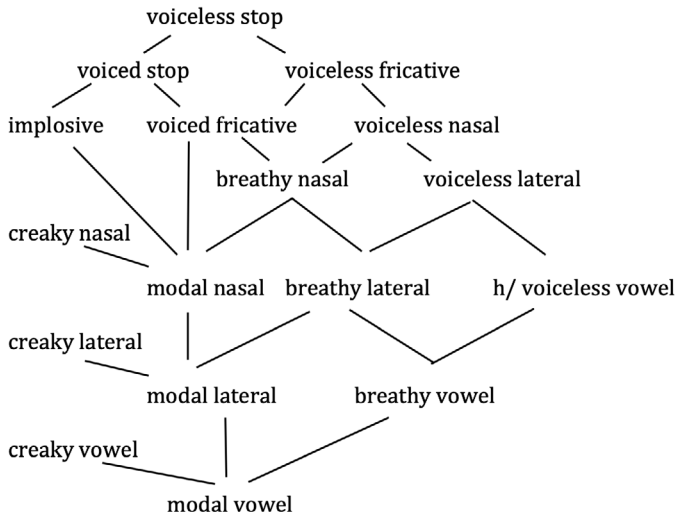 voiceless stop
voiced stop voiceless fricative
implosive voiced fricative voiceless nasal
breathy nasal voiceless lateral
creaky nasal
modal nasal breathy lateral h/ voiceless vowel
creaky lateral
modal lateral breathy vowel
creaky vowel
modal vowel